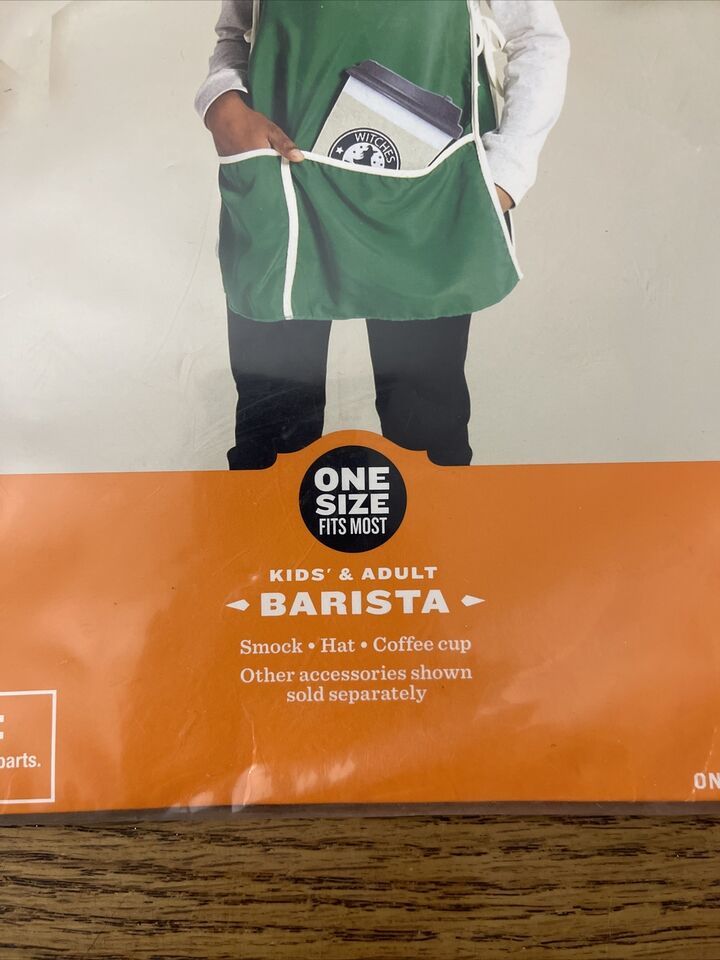 WITCHES
ONE
SIZE
FITS MOST
KIDS' & ADULT
BARISTA
Smock • Hat • Coffee cup
Other accessories shown
sold separately
parts.
ON